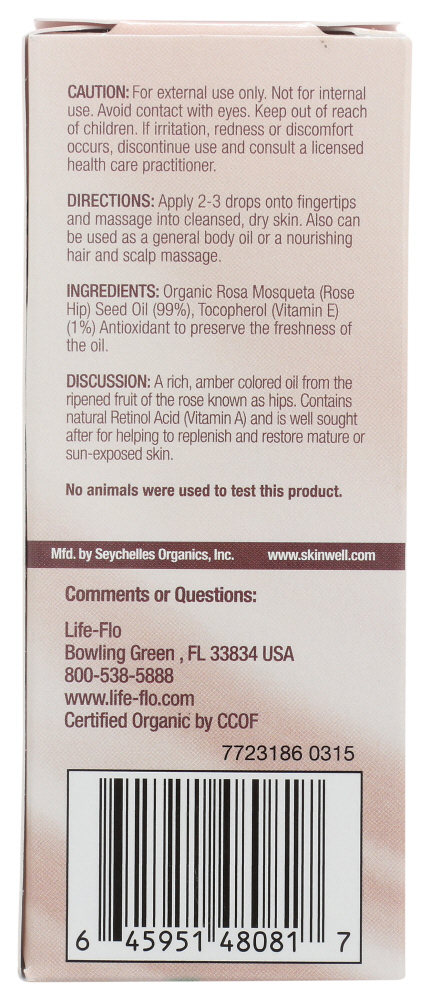 CAUTION: For external use only. Not for internal
use. Avoid contact with eyes. Keep out of reach
of children. If irritation, redness or discomfort
occurs, discontinue use and consult a licensed
health care practitioner.
DIRECTIONS: Apply 2-3 drops onto fingertips
and massage into cleansed, dry skin. Also can
be used as a general body oil or a nourishing
hair and scalp massage.
INGREDIENTS: Organic Rosa Mosqueta (Rose
Hip) Seed Oil (99%), Tocopherol (Vitamin E)
(1%) Antioxidant to preserve the freshness of
the oil.
DISCUSSION: A rich, amber colored oil from the
ripened fruit of the rose known as hips. Contains
natural Retinol Acid (Vitamin A) and is well sought
after for helping to replenish and restore mature or
sun-exposed skin.
No animals were used to test this product.
Mfd. by Seychelles Organics, Inc. www.skinwell.com
Comments or Questions:
Life-Flo
Bowling Green , FL 33834 USA
800-538-5888
www.life-flo.com
Certified Organic by CCOF
7723186 0315
6 45951 48081 7